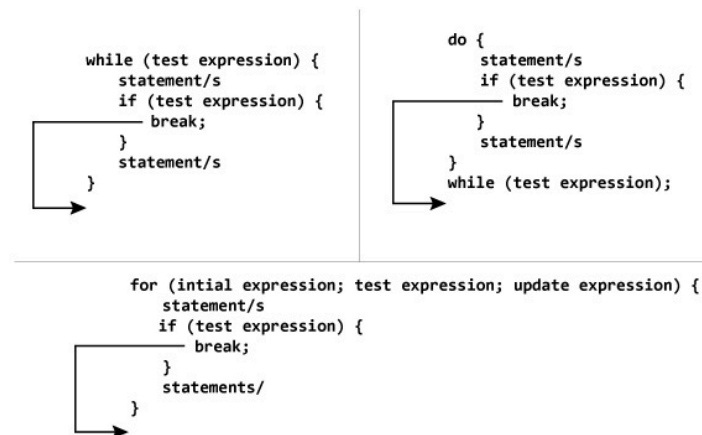 while (test expression) {
statement/s
if (test expression) {
break;
}
statement/s
}
do {
statement/s
if (test expression) {
break;
}
statement/s
}
while (test expression);
for (intial expression; test expression; update expression) {
statement/s
if (test expression) {
break;
}
statements/
}